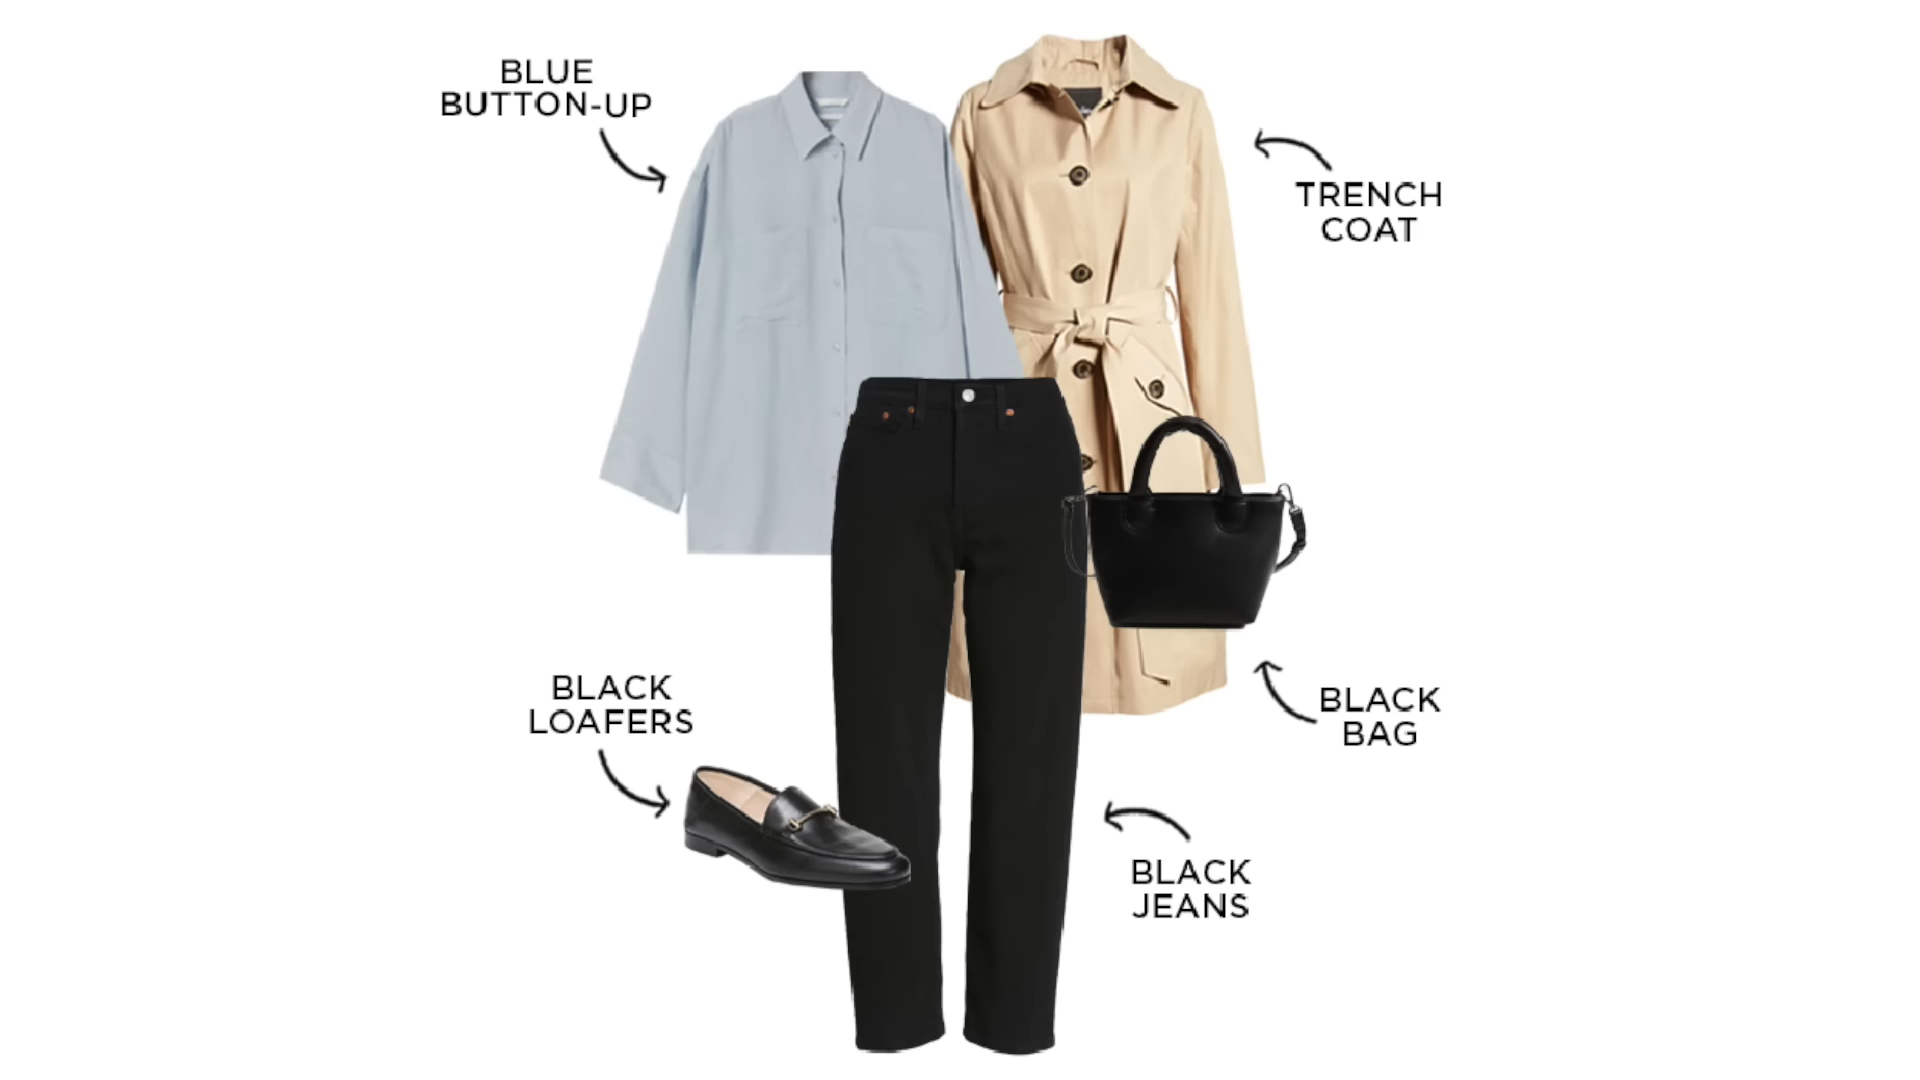 BLUE
BUTTON-UP
TRENCH
COAT
BLACK
LOAFERS
BLACK
BAG
BLACK
JEANS